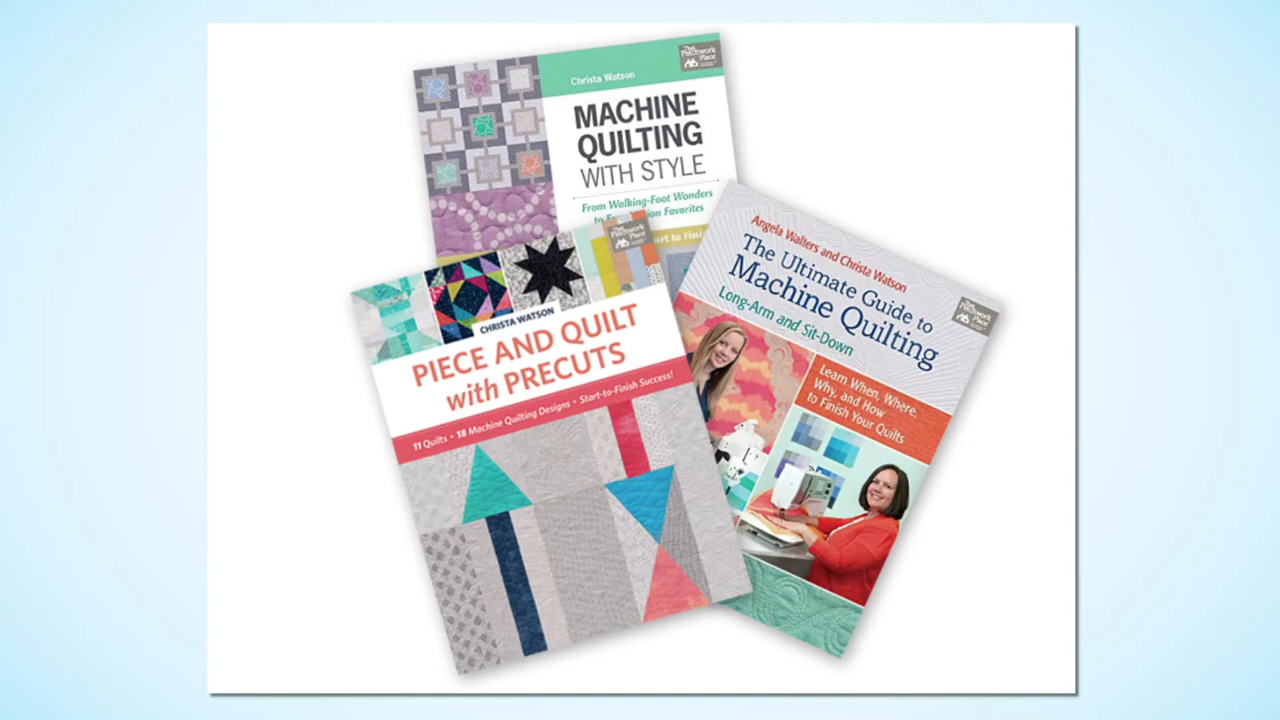 Christa Watson
The Patchwork Place
MACHINE
QUILTING
WITH STYLE
From Walking-Foot Wonders
to Favorites
The Patchwork Place
CHRISTA WATSON
PIECE AND QUILT
with PRECUTS
11 Quilts • 18 Machine Quilting Designs • Start-to-Finish Success!
Angela Walters and Christa Watson
The Ultimate Guide to
Machine Quilting
Long-Arm and Sit-Down
The Patchwork Place
Learn When, Where,
Why, and How
to Finish Your Quilts